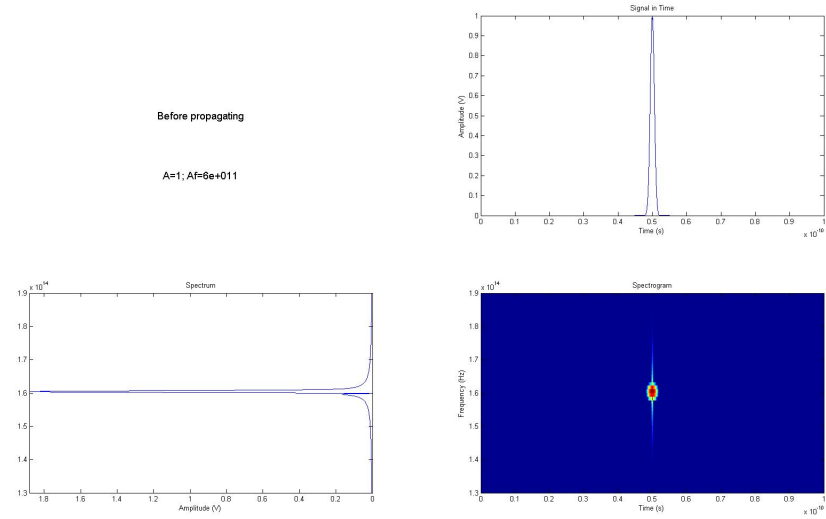 Before propagating
A=1; Af=6e+011
Signal in Time
1
0.9
0.8
0.7
0.6
0.5
0.4
0.3
0.2
0.1
0
Amplitude (V)
0 0.1 0.2 0.3 0.4 0.5 0.6 0.7 0.8 0.9 1
Time (s)
x 10^-10
Spectrum
x 10^14
1.9
1.8
1.7
1.6
1.5
1.4
1.3
1.8 1.6 1.4 1.2 1 0.8 0.6 0.4 0.2 0
Amplitude (V)
Spectrogram
x 10^14
1.9
1.8
1.7
1.6
1.5
1.4
1.3
Frequency (Hz)
0 0.1 0.2 0.3 0.4 0.5 0.6 0.7 0.8 0.9 1
Time (s)
x 10^-10